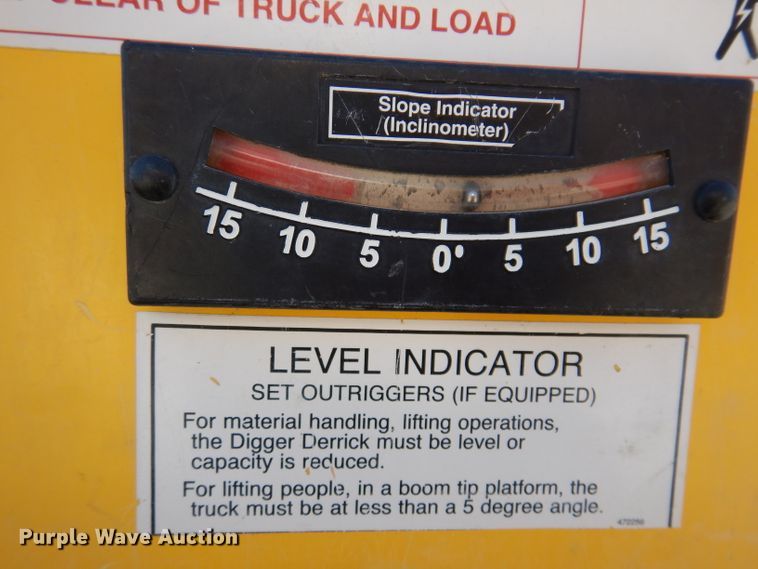 CLEAR OF TRUCK AND LOAD
Slope Indicator
(Inclinometer)
15 10 5 0° 5 10 15
LEVEL INDICATOR
SET OUTRIGGERS (IF EQUIPPED)
For material handling, lifting operations,
the Digger Derrick must be level or
capacity is reduced.
For lifting people, in a boom tip platform, the
truck must be at less than a 5 degree angle.
Purple Wave Auction